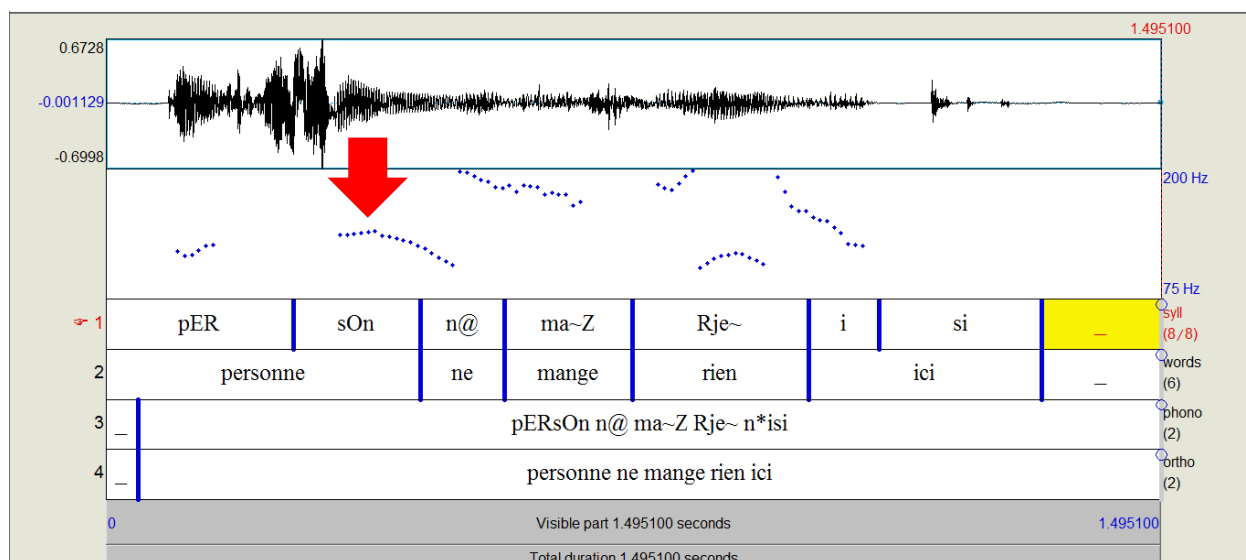 1.495100
0.6728
-0.001129
-0.6998
200 Hz
75 Hz
1 pER sOn n@ ma~Z Rje~ i si _ syll (8/8)
2 personne ne mange rien ici _ words (6)
3 _ pERsOn n@ ma~Z Rje~ n*isi phono (2)
4 _ personne ne mange rien ici ortho (2)
0 Visible part 1.495100 seconds 1.495100
Total duration 1.495100 seconds